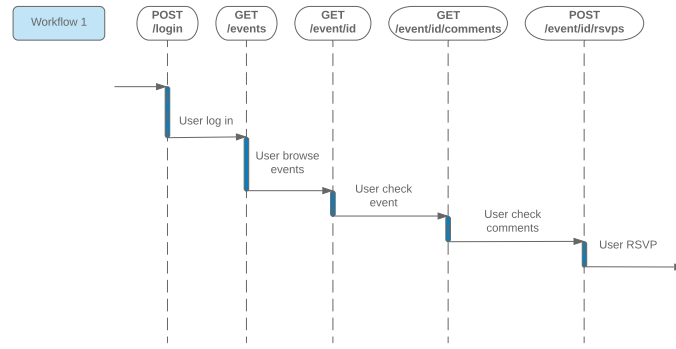 Workflow 1
POST
/login
GET
/events
GET
/event/id
GET
/event/id/comments
POST
/event/id/rsvps
User log in
User browse
events
User check
event
User check
comments
User RSVP